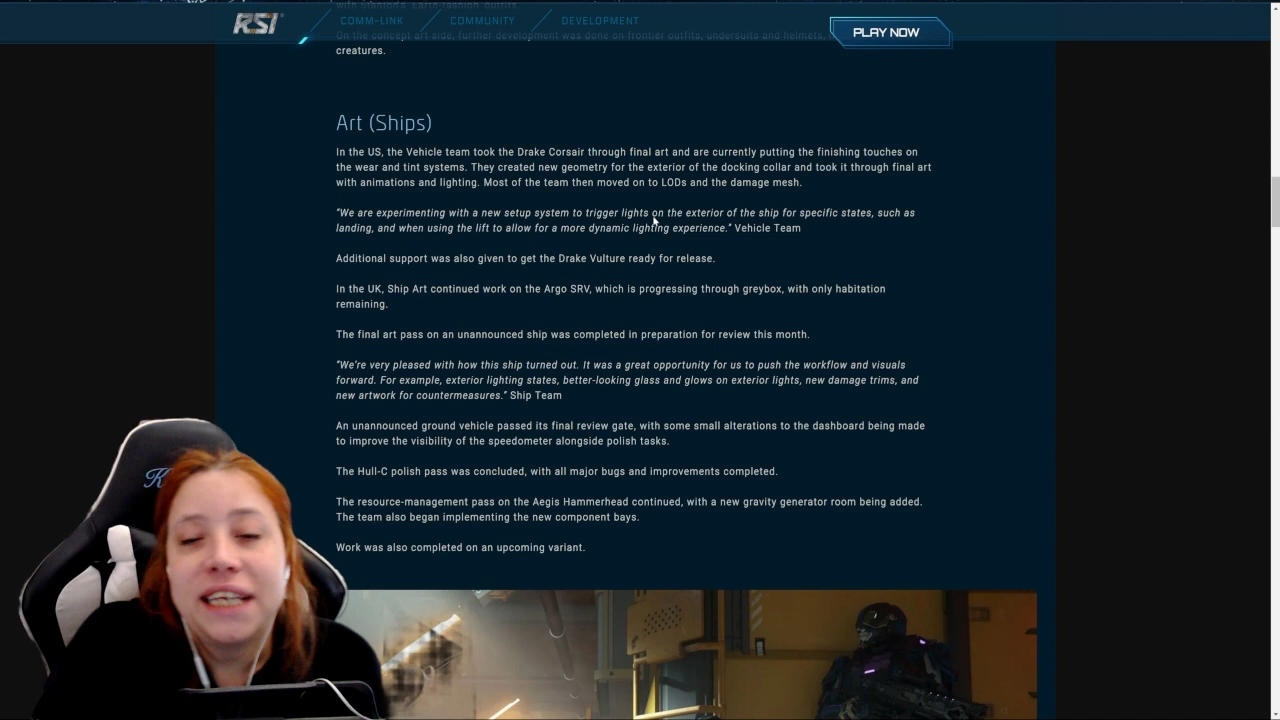 with Stanton's Earth-fashion outfits.
RSI
COMM-LINK
COMMUNITY
DEVELOPMENT
PLAY NOW
On the concept art side, further development was done on frontier outfits, undersuits and helmets,
creatures.
Art (Ships)
In the US, the Vehicle team took the Drake Corsair through final art and are currently putting the finishing touches on
the wear and tint systems. They created new geometry for the exterior of the docking collar and took it through final art
with animations and lighting. Most of the team then moved on to LODs and the damage mesh.
"We are experimenting with a new setup system to trigger lights on the exterior of the ship for specific states, such as
landing, and when using the lift to allow for a more dynamic lighting experience." Vehicle Team
Additional support was also given to get the Drake Vulture ready for release.
In the UK, Ship Art continued work on the Argo SRV, which is progressing through greybox, with only habitation
remaining.
The final art pass on an unannounced ship was completed in preparation for review this month.
"We're very pleased with how this ship turned out. It was a great opportunity for us to push the workflow and visuals
forward. For example, exterior lighting states, better-looking glass and glows on exterior lights, new damage trims, and
new artwork for countermeasures." Ship Team
An unannounced ground vehicle passed its final review gate, with some small alterations to the dashboard being made
to improve the visibility of the speedometer alongside polish tasks.
The Hull-C polish pass was concluded, with all major bugs and improvements completed.
The resource-management pass on the Aegis Hammerhead continued, with a new gravity generator room being added.
The team also began implementing the new component bays.
Work was also completed on an upcoming variant.